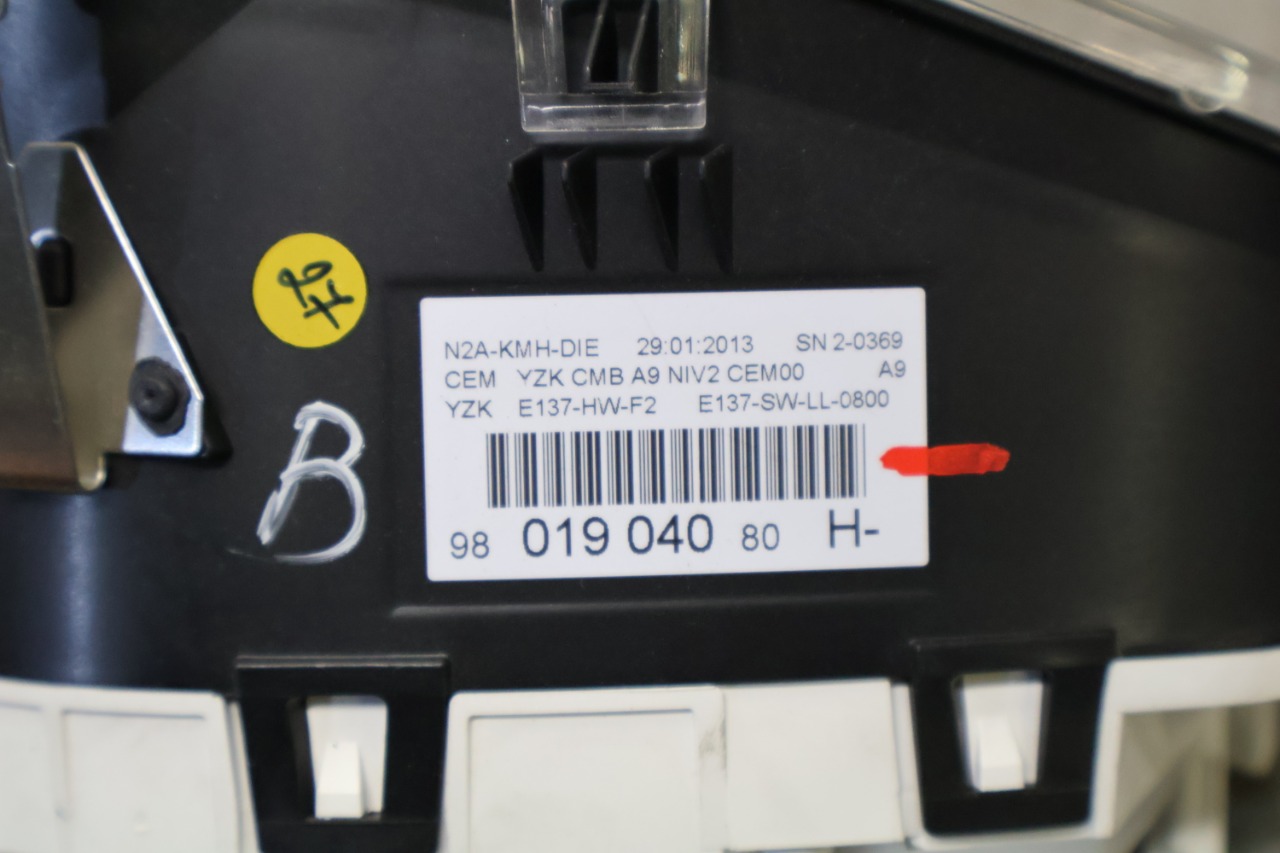 N2A-KMH-DIE 29:01:2013 SN 2-0369
CEM YZK CMB A9 NIV2 CEM00 A9
YZK E137-HW-F2 E137-SW-LL-0800
98 019 040 80 H-
B